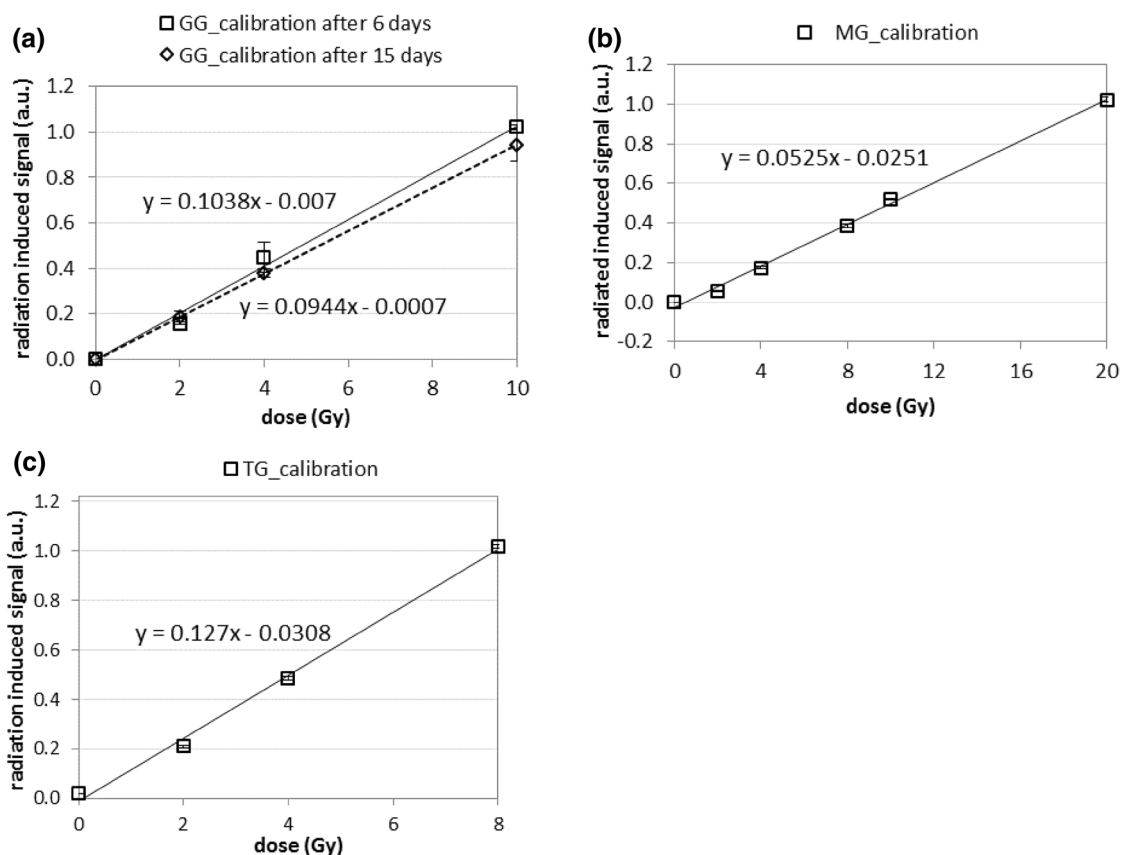 (a)
GG_calibration after 6 days
GG_calibration after 15 days
radiation induced signal (a.u.)
1.2
1.0
0.8
0.6
0.4
0.2
0.0
y = 0.1038x - 0.007
y = 0.0944x - 0.0007
0 2 4 6 8 10
dose (Gy)
(b)
MG_calibration
radiated induced signal (a.u.)
1.2
1.0
0.8
0.6
0.4
0.2
0.0
-0.2
y = 0.0525x - 0.0251
0 4 8 12 16 20
dose (Gy)
(c)
TG_calibration
radiation induced signal (a.u.)
1.2
1.0
0.8
0.6
0.4
0.2
0.0
y = 0.127x - 0.0308
0 2 4 6 8
dose (Gy)